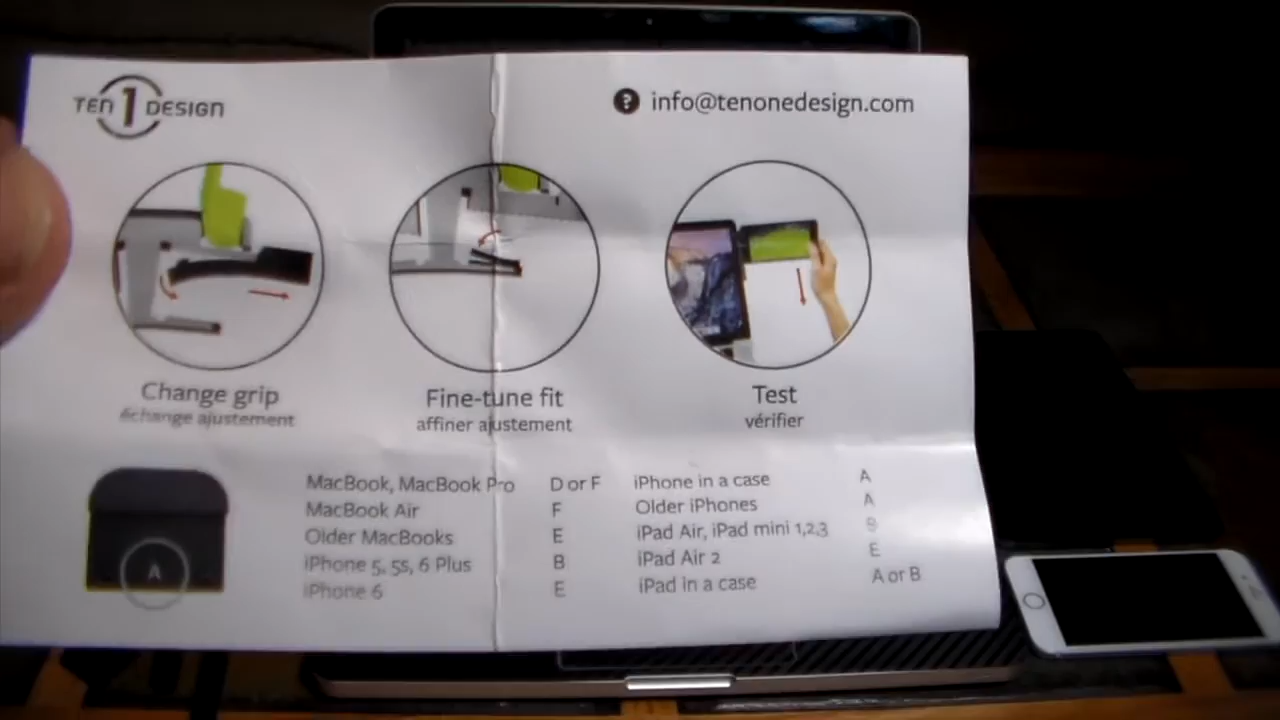 TEN 1 DESIGN
? info@tenonedesign.com
Change grip
échange ajustement
Fine-tune fit
affiner ajustement
Test
vérifier
A
MacBook, MacBook Pro D or F
MacBook Air F
Older MacBooks E
iPhone 5, 5s, 6 Plus B
iPhone 6 E
iPhone in a case A
Older iPhones A
iPad Air, iPad mini 1,2,3 B
iPad Air 2 E
iPad in a case A or B